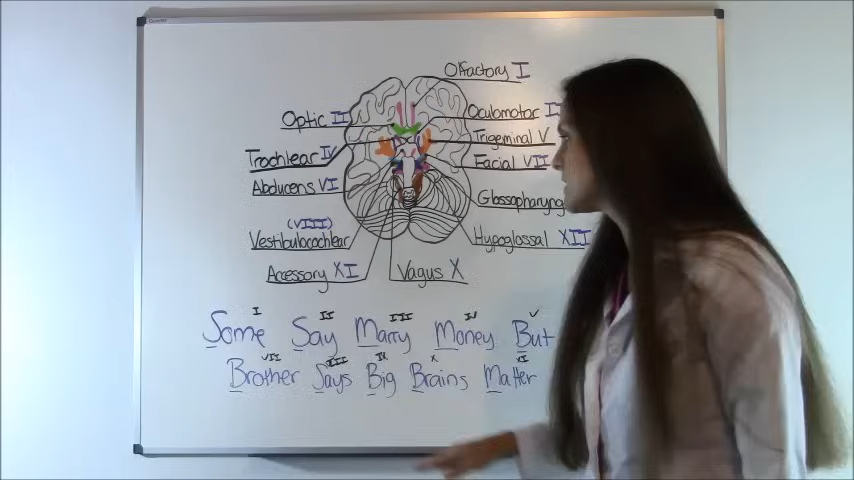 Olfactory I
Optic II
Oculomotor
Trigeminal V
Trochlear IV
Facial VII
Abducens VI
Glossopharyng
(VIII)
Vestibulocochlear
Hypoglossal XII
Accessory XI
Vagus X
I II III IV V
Some Say Marry Money But
VII VIII IX X XI
Brother Says Big Brains Matter